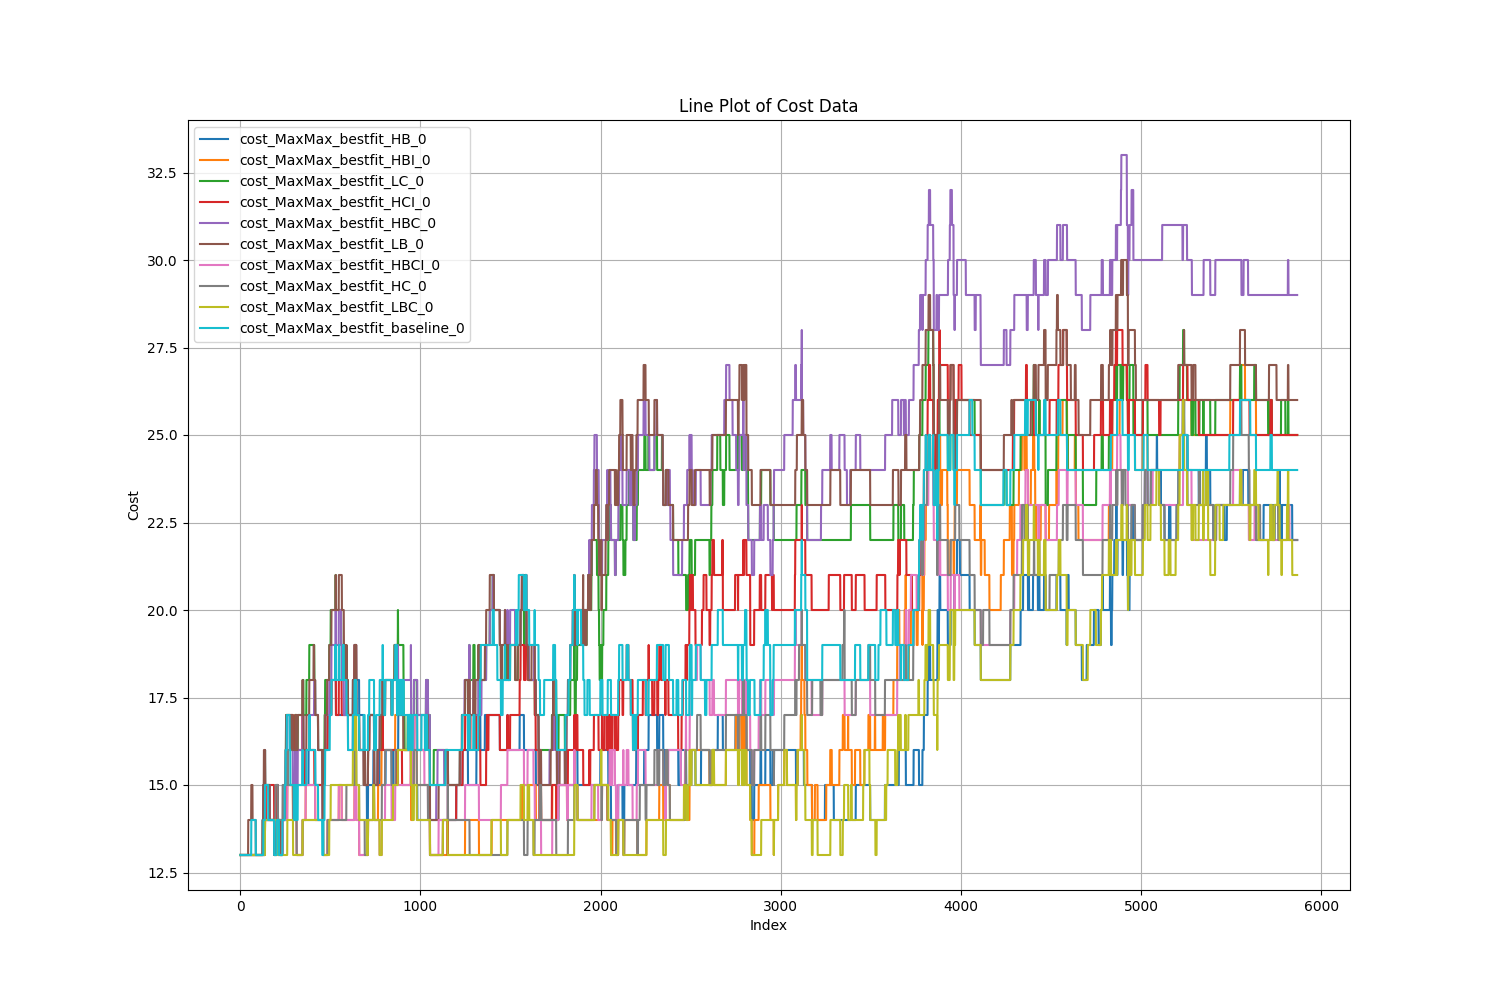 Line Plot of Cost Data
cost_MaxMax_bestfit_HB_0
cost_MaxMax_bestfit_HBI_0
cost_MaxMax_bestfit_LC_0
cost_MaxMax_bestfit_HCI_0
cost_MaxMax_bestfit_HBC_0
cost_MaxMax_bestfit_LB_0
cost_MaxMax_bestfit_HBCI_0
cost_MaxMax_bestfit_HC_0
cost_MaxMax_bestfit_LBC_0
cost_MaxMax_bestfit_baseline_0
32.5
30.0
27.5
25.0
22.5
20.0
17.5
15.0
12.5
Cost
0 1000 2000 3000 4000 5000 6000
Index